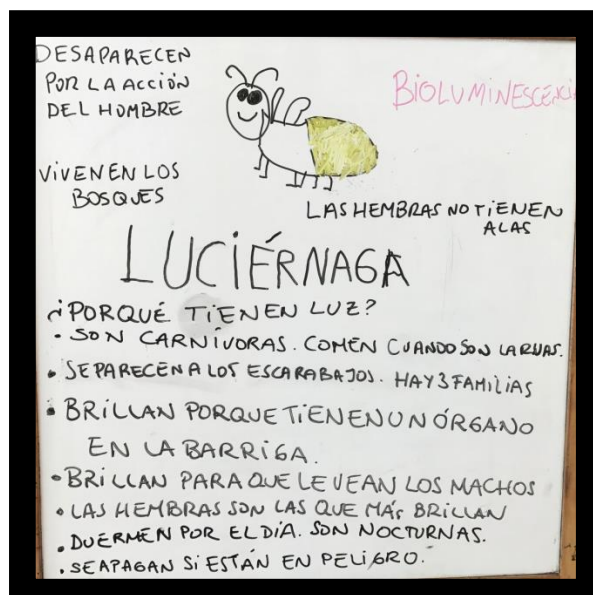 DESAPARECEN
POR LA ACCIÓN
DEL HOMBRE
BIOLUMINESCENCIA
VIVEN EN LOS
BOSQUES
LAS HEMBRAS NO TIENEN
ALAS
LUCIÉRNAGA
¿PORQUÉ TIENEN LUZ?
• SON CARNÍVORAS. COMEN CUANDO SON LARVAS.
• SE PARECEN A LOS ESCARABAJOS. HAY 3 FAMILIAS
• BRILLAN PORQUE TIENEN UN ÓRGANO
EN LA BARRIGA.
• BRILLAN PARA QUE LE VEAN LOS MACHOS
• LAS HEMBRAS SON LAS QUE MÁS BRILLAN
• DUERMEN POR EL DÍA. SON NOCTURNAS.
• SE APAGAN SI ESTÁN EN PELIGRO.